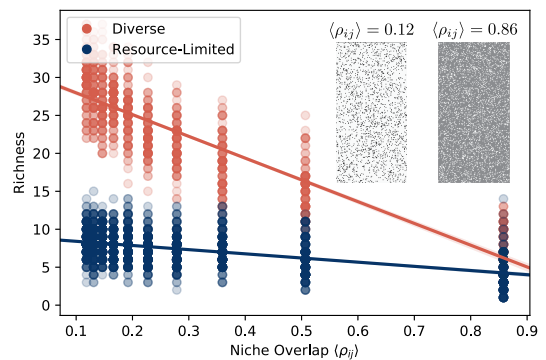 Diverse
Resource-Limited
⟨ρij⟩ = 0.12
⟨ρij⟩ = 0.86
Richness
35
30
25
20
15
10
5
0
0.1 0.2 0.3 0.4 0.5 0.6 0.7 0.8 0.9
Niche Overlap ⟨ρij⟩